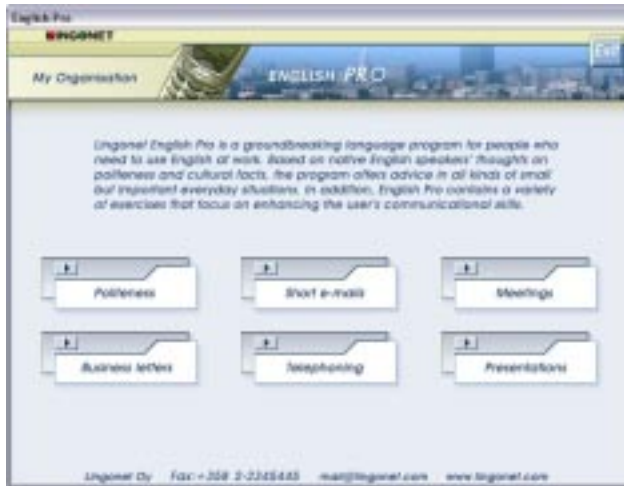 English Pro
LINGONET
Exit
My Organisation
ENGLISH PRO
Lingonet English Pro is a groundbreaking language program for people who
need to use English at work. Based on native English speakers' thoughts on
politeness and cultural facts, the program offers advice in all kinds of small
but important everyday situations. In addition, English Pro contains a variety
of exercises that focus on enhancing the user's communicational skills.
Politeness
Short e-mails
Meetings
Business letters
Telephoning
Presentations
Lingonet Oy Fax: +358 2-2245445 mail@lingonet.com www.lingonet.com